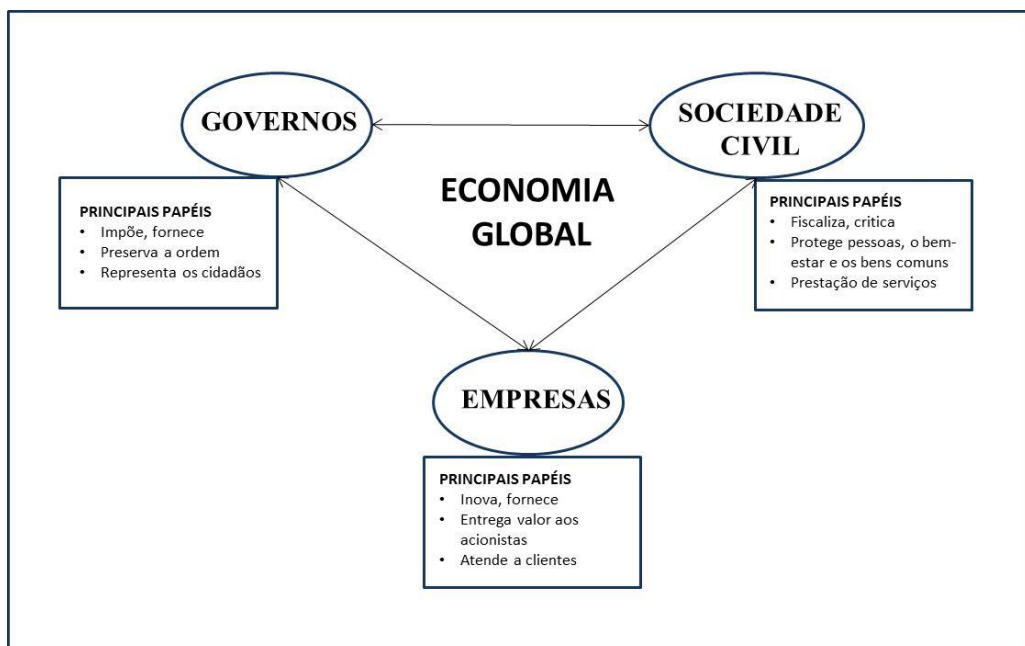 GOVERNOS
SOCIEDADE
CIVIL
ECONOMIA
GLOBAL
PRINCIPAIS PAPÉIS
• Impõe, fornece
• Preserva a ordem
• Representa os cidadãos
PRINCIPAIS PAPÉIS
• Fiscaliza, critica
• Protege pessoas, o bem-
estar e os bens comuns
• Prestação de serviços
EMPRESAS
PRINCIPAIS PAPÉIS
• Inova, fornece
• Entrega valor aos
acionistas
• Atende a clientes